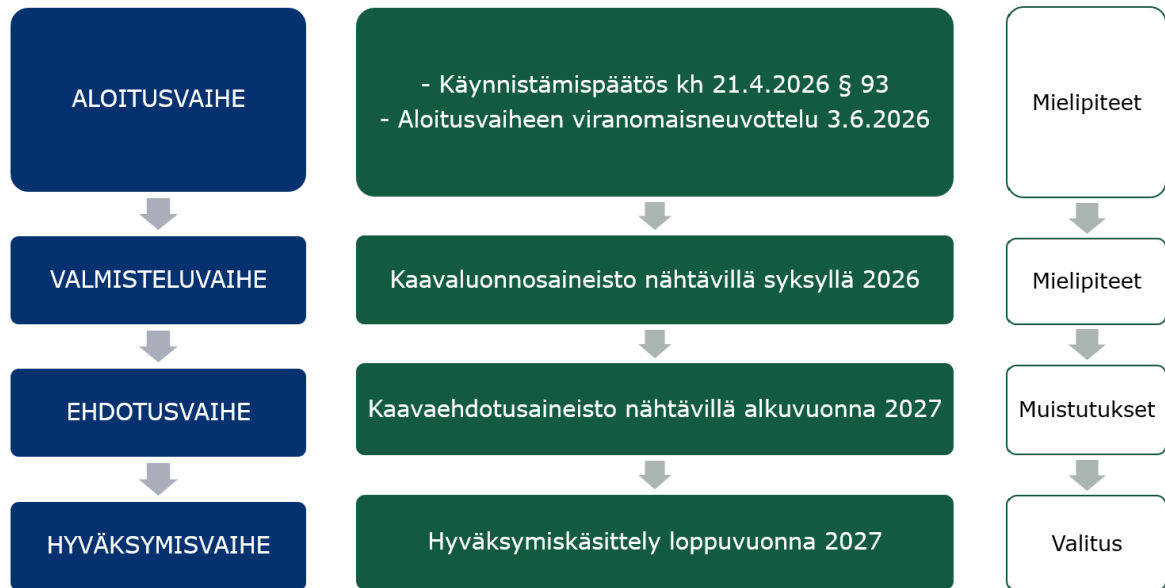 ALOITUSVAIHE
- Käynnistämispäätös kh 21.4.2026 § 93
- Aloitusvaiheen viranomaisneuvottelu 3.6.2026
Mielipiteet
VALMISTELUVAIHE
Kaavaluonnosaineisto nähtävillä syksyllä 2026
Mielipiteet
EHDOTUSVAIHE
Kaavaehdotusaineisto nähtävillä alkuvuonna 2027
Muistutukset
HYVÄKSYMISVAIHE
Hyväksymiskäsittely loppuvuonna 2027
Valitus